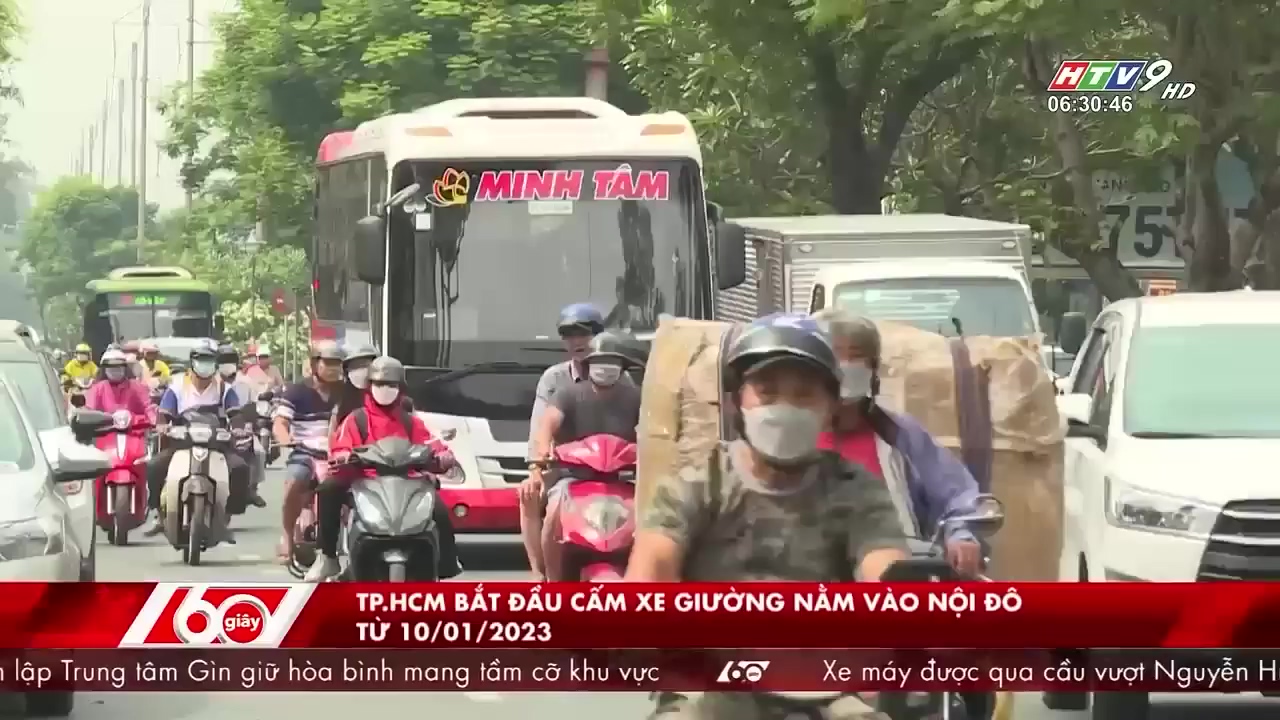 HTV9 HD
06:30:46
MINH TÂM
75
60 giây
TP.HCM BẮT ĐẦU CẤM XE GIƯỜNG NẰM VÀO NỘI ĐÔ
TỪ 10/01/2023
lập Trung tâm Gìn giữ hòa bình mang tầm cỡ khu vực 60 Xe máy được qua cầu vượt Nguyễn